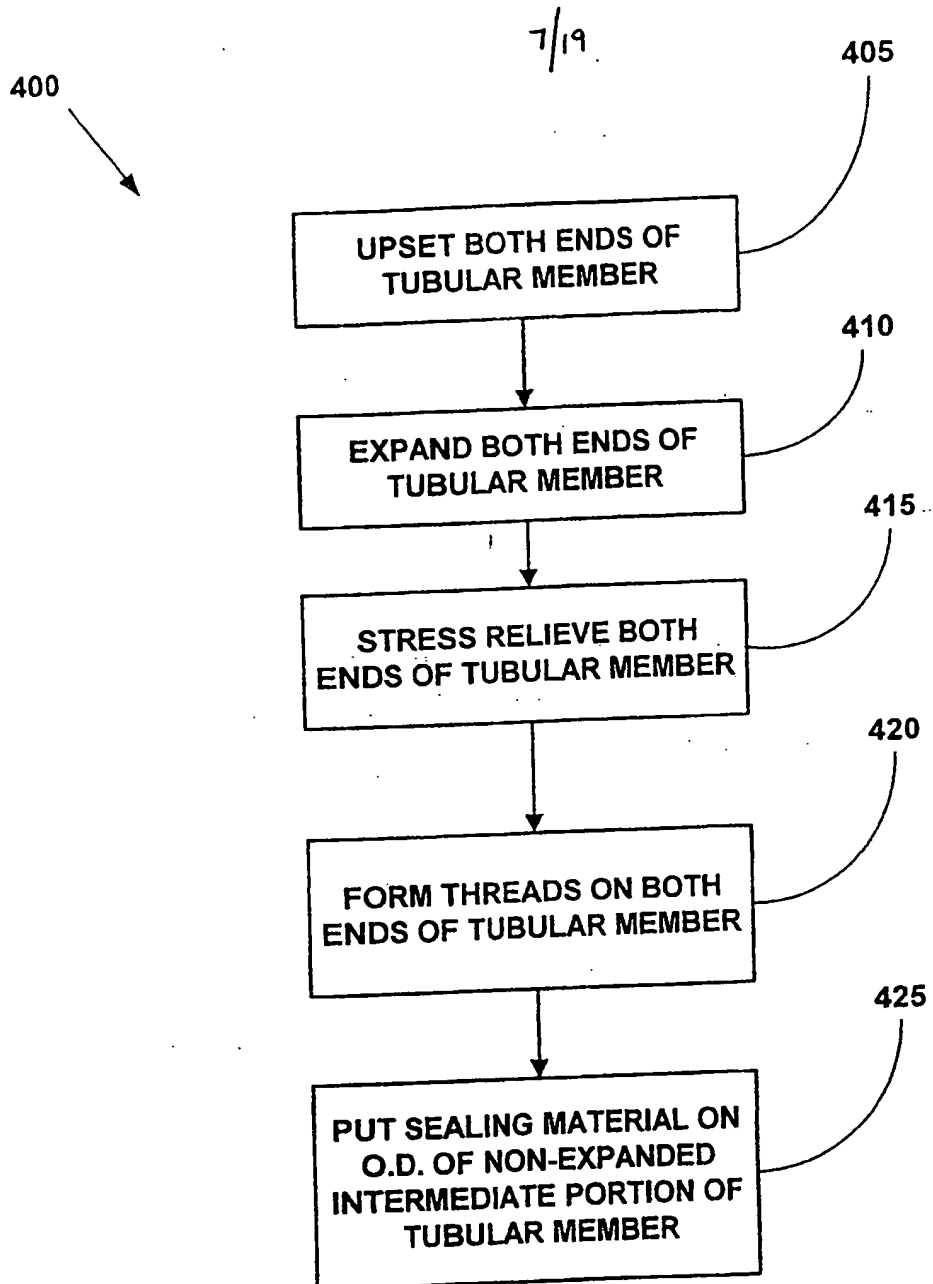 7/19
400
405
UPSET BOTH ENDS OF
TUBULAR MEMBER
410
EXPAND BOTH ENDS OF
TUBULAR MEMBER
415
STRESS RELIEVE BOTH
ENDS OF TUBULAR MEMBER
420
FORM THREADS ON BOTH
ENDS OF TUBULAR MEMBER
425
PUT SEALING MATERIAL ON
O.D. OF NON-EXPANDED
INTERMEDIATE PORTION OF
TUBULAR MEMBER